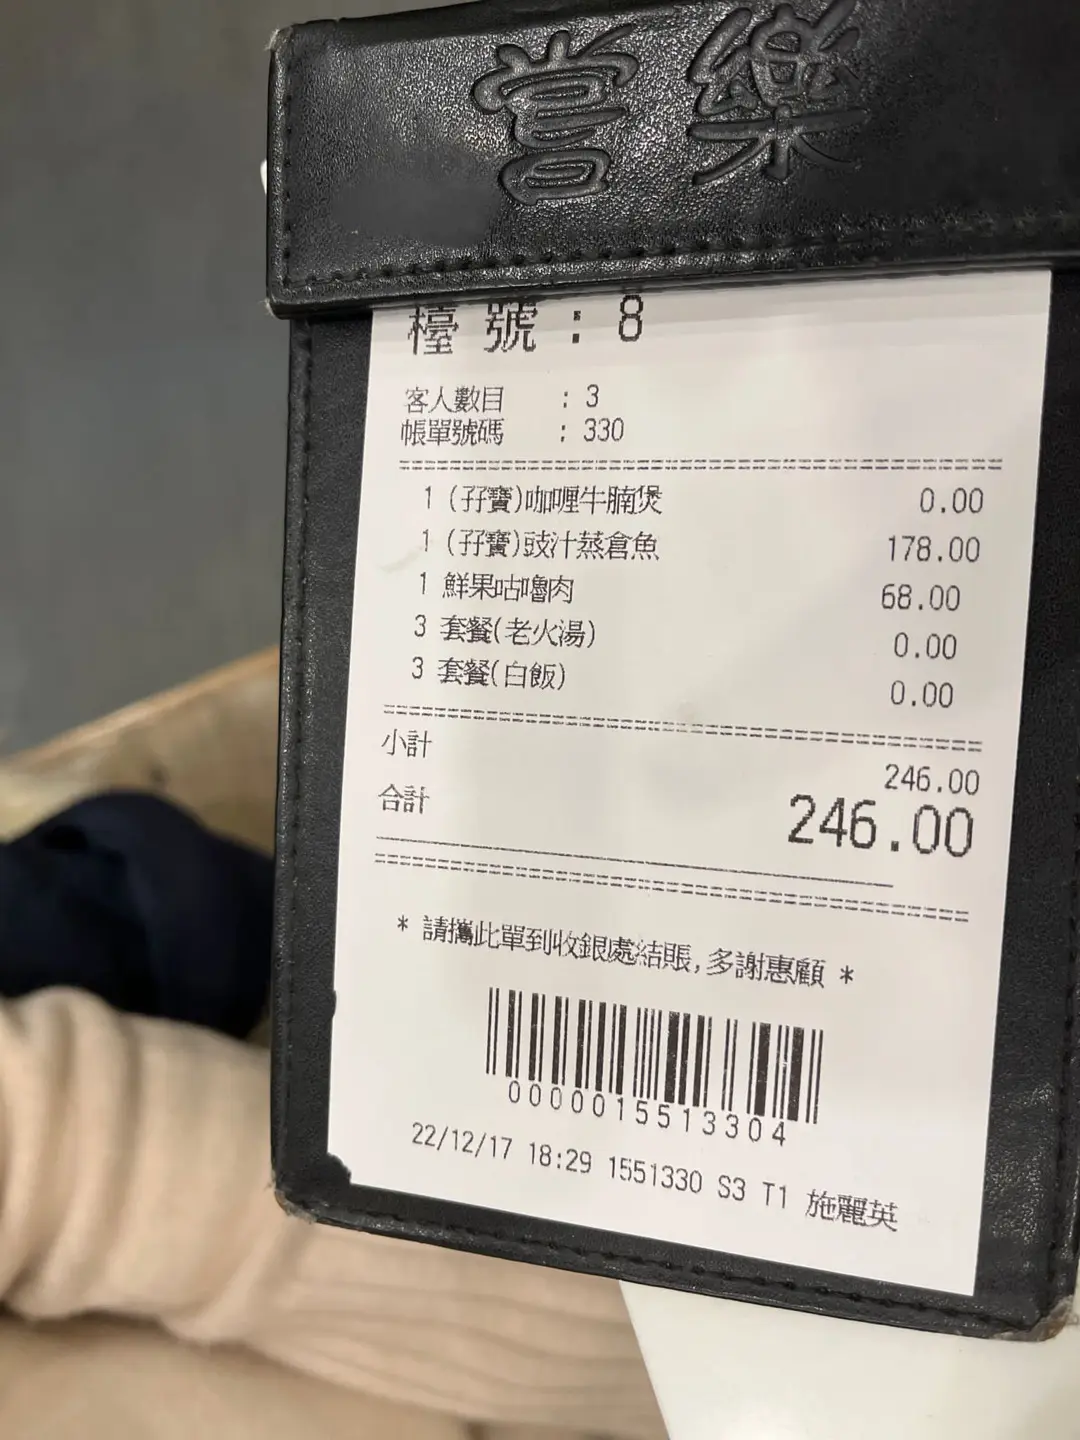 嘗樂
檯號：8
客人數目 : 3
帳單號碼 : 330
1 (孖寶)咖喱牛腩煲 0.00
1 (孖寶)豉汁蒸倉魚 178.00
1 鮮果咕嚕肉 68.00
3 套餐(老火湯) 0.00
3 套餐(白飯) 0.00
小計 246.00
合計 246.00
* 請攜此單到收銀處結賬,多謝惠顧 *
0000015513304
22/12/17 18:29 1551330 S3 T1 施麗英